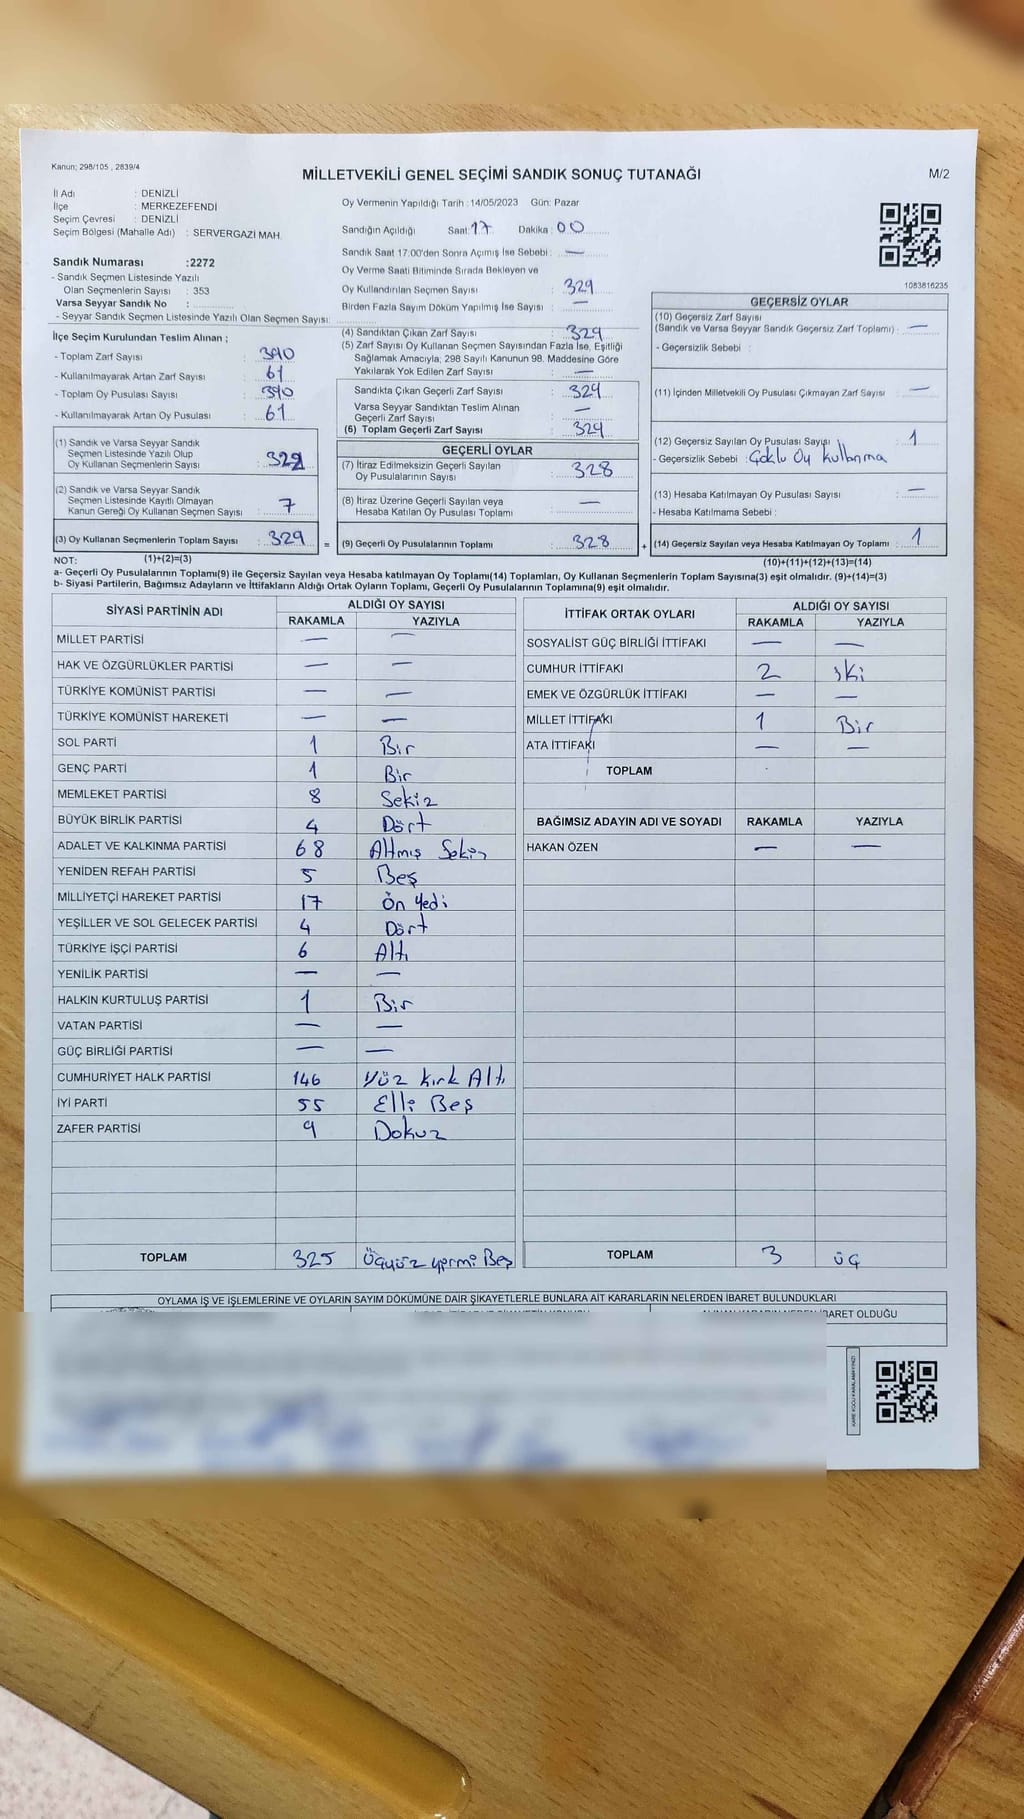 Kanun; 298/105 , 2839/4
MİLLETVEKİLİ GENEL SEÇİMİ SANDIK SONUÇ TUTANAĞI
M/2
İl Adı : DENİZLİ
İlçe : MERKEZEFENDİ
Seçim Çevresi : DENİZLİ
Seçim Bölgesi (Mahalle Adı) : SERVERGAZİ MAH.
Sandık Numarası :2272
- Sandık Seçmen Listesinde Yazılı
Olan Seçmenlerin Sayısı : 353
Varsa Seyyar Sandık No :
- Seyyar Sandık Seçmen Listesinde Yazılı Olan Seçmen Sayısı:
Oy Vermenin Yapıldığı Tarih :14/05/2023 Gün: Pazar
Sandığın Açıldığı Saat:17 Dakika:00
Sandık Saat 17:00'den Sonra Açımış İse Sebebi : —
Oy Verme Saati Bitiminde Sırada Bekleyen ve
Oy Kullandırılan Seçmen Sayısı : 329
Birden Fazla Sayım Döküm Yapılmış İse Sayısı : —
1083816235
İlçe Seçim Kurulundan Teslim Alınan ;
- Toplam Zarf Sayısı : 390
- Kullanılmayarak Artan Zarf Sayısı : 61
- Toplam Oy Pusulası Sayısı : 390
- Kullanılmayarak Artan Oy Pusulası : 61
(1) Sandık ve Varsa Seyyar Sandık
Seçmen Listesinde Yazılı Olup
Oy Kullanan Seçmenlerin Sayısı :
(2) Sandık ve Varsa Seyyar Sandık
Seçmen Listesinde Kayıtlı Olmayan
Kanun Gereği Oy Kullanan Seçmen Sayısı : 7
(3) Oy Kullanan Seçmenlerin Toplam Sayısı : 329
(4) Sandıktan Çıkan Zarf Sayısı : 329
(5) Zarf Sayısı Oy Kullanan Seçmen Sayısından Fazla İse, Eşitliği
Sağlamak Amacıyla; 298 Sayılı Kanunun 98. Maddesine Göre
Yakılarak Yok Edilen Zarf Sayısı : —
Sandıkta Çıkan Geçerli Zarf Sayısı : 329
Varsa Seyyar Sandıktan Teslim Alınan
Geçerli Zarf Sayısı : —
(6) Toplam Geçerli Zarf Sayısı : 329
GEÇERLİ OYLAR
(7) İtiraz Edilmeksizin Geçerli Sayılan
Oy Pusulalarının Sayısı : 328
(8) İtiraz Üzerine Geçerli Sayılan veya
Hesaba Katılan Oy Pusulası Toplamı : —
= (9) Geçerli Oy Pusulalarının Toplamı : 328
GEÇERSİZ OYLAR
(10) Geçersiz Zarf Sayısı
(Sandık ve Varsa Seyyar Sandık Geçersiz Zarf Toplamı) : —
- Geçersizlik Sebebi :
(11) İçinden Milletvekili Oy Pusulası Çıkmayan Zarf Sayısı : —
(12) Geçersiz Sayılan Oy Pusulası Sayısı : 1
- Geçersizlik Sebebi : Çoklu Oy Kullanma
(13) Hesaba Katılmayan Oy Pusulası Sayısı : —
- Hesaba Katılmama Sebebi :
+ (14) Geçersiz Sayılan veya Hesaba Katılmayan Oy Toplamı : 1
NOT: (1)+(2)=(3)
(10)+(11)+(12)+(13)=(14)
a- Geçerli Oy Pusulalarının Toplamı(9) ile Geçersiz Sayılan veya Hesaba katılmayan Oy Toplamı(14) Toplamları, Oy Kullanan Seçmenlerin Toplam Sayısına(3) eşit olmalıdır. (9)+(14)=(3)
b- Siyasi Partilerin, Bağımsız Adayların ve İttifakların Aldığı Ortak Oyların Toplamı, Geçerli Oy Pusulalarının Toplamına(9) eşit olmalıdır.
SİYASİ PARTİNİN ADI ALDIĞI OY SAYISI
RAKAMLA YAZIYLA
MİLLET PARTİSİ — —
HAK VE ÖZGÜRLÜKLER PARTİSİ — —
TÜRKİYE KOMÜNİST PARTİSİ — —
TÜRKİYE KOMÜNİST HAREKETİ — —
SOL PARTİ 1 Bir
GENÇ PARTİ 1 Bir
MEMLEKET PARTİSİ 8 Sekiz
BÜYÜK BİRLİK PARTİSİ 4 Dört
ADALET VE KALKINMA PARTİSİ 68 Altmış Sekiz
YENİDEN REFAH PARTİSİ 5 Beş
MİLLİYETÇİ HAREKET PARTİSİ 17 Ön Yedi
YEŞİLLER VE SOL GELECEK PARTİSİ 4 Dört
TÜRKİYE İŞÇİ PARTİSİ 6 Altı
YENİLİK PARTİSİ — —
HALKIN KURTULUŞ PARTİSİ 1 Bir
VATAN PARTİSİ — —
GÜÇ BİRLİĞİ PARTİSİ — —
CUMHURİYET HALK PARTİSİ 146 Yüz Kırk Altı
İYİ PARTİ 55 Elli Beş
ZAFER PARTİSİ 9 Dokuz
TOPLAM 325 Üçyüz yirmi Beş
İTTİFAK ORTAK OYLARI ALDIĞI OY SAYISI
RAKAMLA YAZIYLA
SOSYALİST GÜÇ BİRLİĞİ İTTİFAKI — —
CUMHUR İTTİFAKI 2 iki
EMEK VE ÖZGÜRLÜK İTTİFAKI — —
MİLLET İTTİFAKI 1 Bir
ATA İTTİFAKI — —
TOPLAM
BAĞIMSIZ ADAYIN ADI VE SOYADI RAKAMLA YAZIYLA
HAKAN ÖZEN — —
TOPLAM 3 üç
OYLAMA İŞ VE İŞLEMLERİNE VE OYLARIN SAYIM DÖKÜMÜNE DAİR ŞİKAYETLERLE BUNLARA AİT KARARLARIN NELERDEN İBARET BULUNDUKLARI
ALINAN KARARIN NEDEN İBARET OLDUĞU